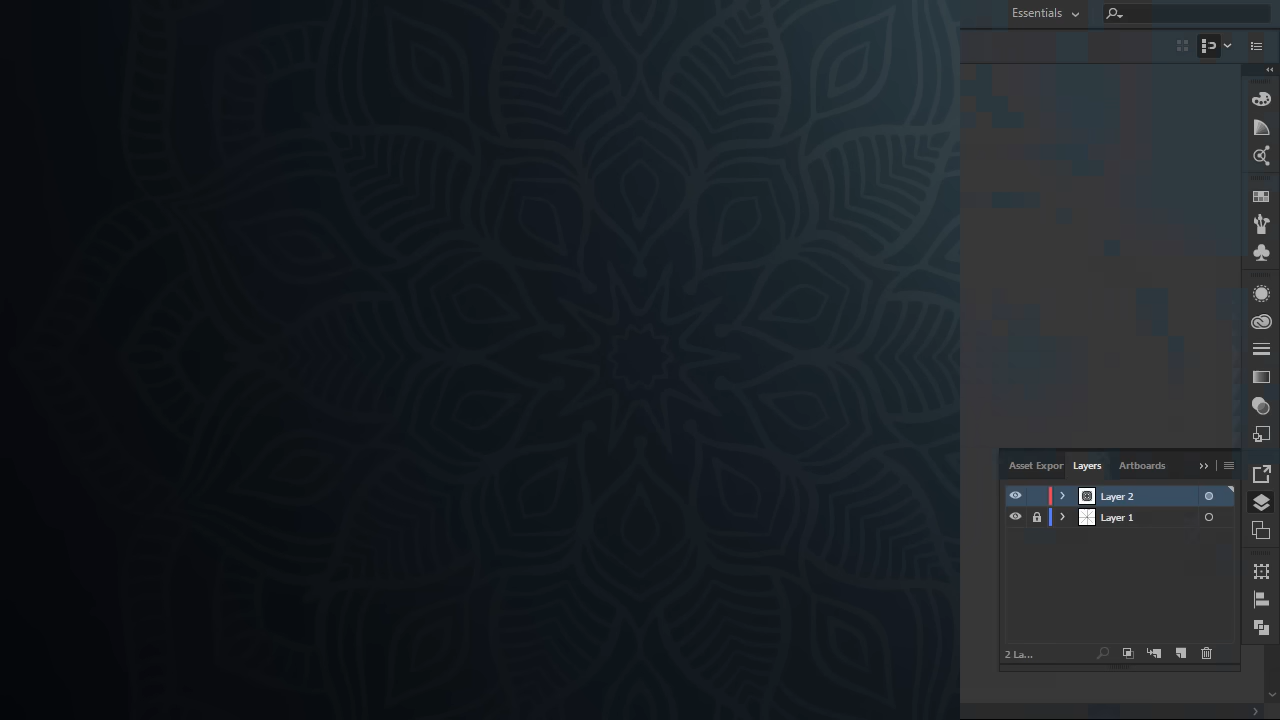 Essentials
Asset Expor Layers Artboards
Layer 2
Layer 1
2 La...